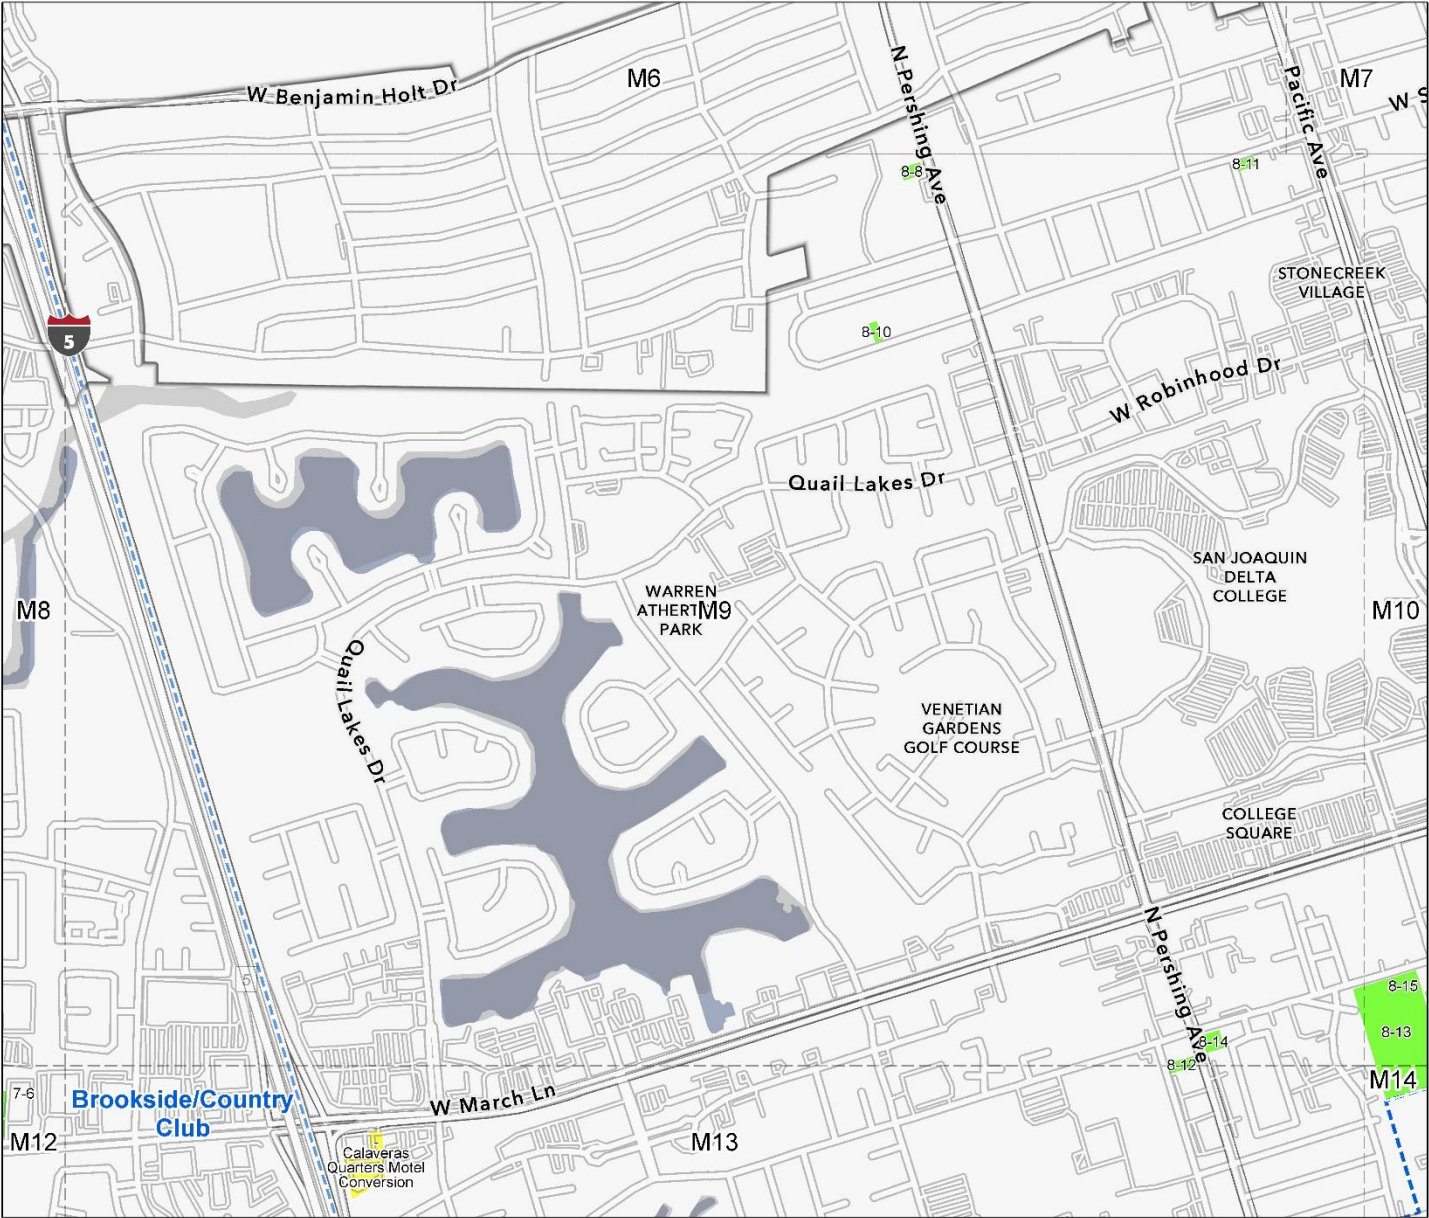 M6
M7
W Benjamin Holt Dr
N Pershing Ave
Pacific Ave
W S
8-8
8-11
STONECREEK
VILLAGE
5
8-10
W Robinhood Dr
Quail Lakes Dr
SAN JOAQUIN
DELTA
COLLEGE
WARREN
ATHERT
PARK
M8
M9
M10
Quail Lakes Dr
VENETIAN
GARDENS
GOLF COURSE
COLLEGE
SQUARE
N Pershing Ave
5
8-15
8-13
8-14
8-12
M14
7-6
Brookside/Country
Club
W March Ln
M12
M13
Calaveras
Quarters Motel
Conversion